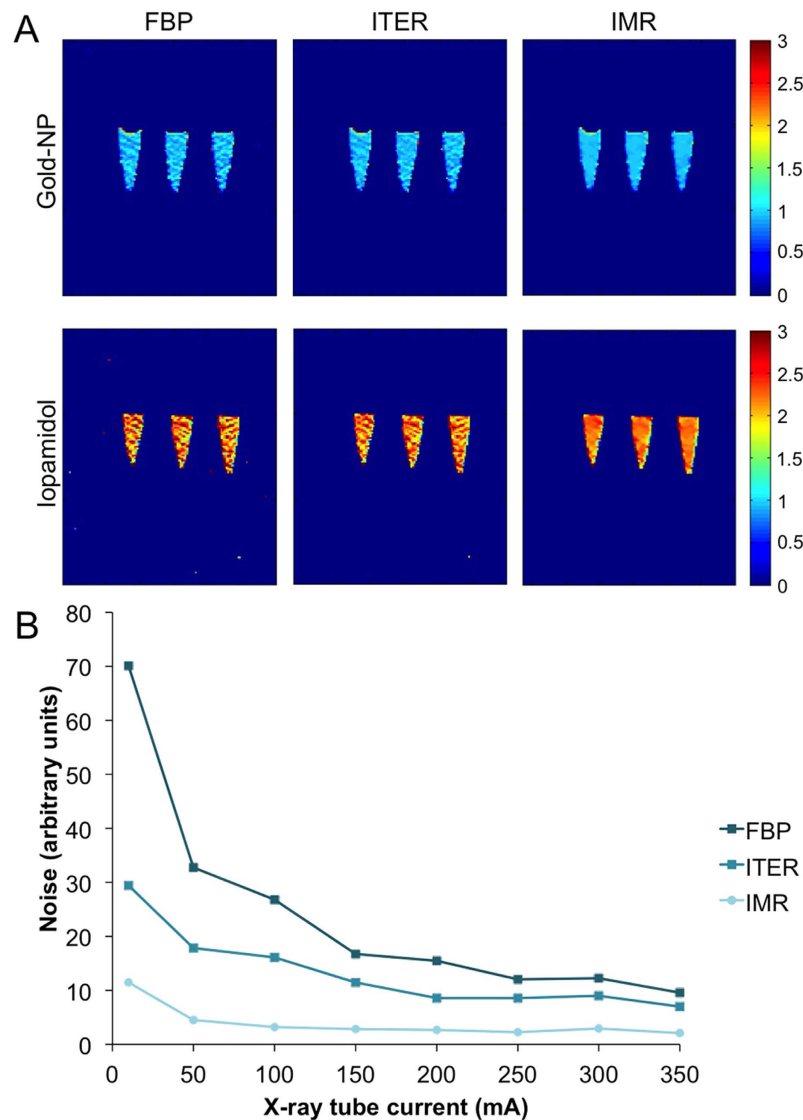 A
FBP
ITER
IMR
Gold-NP
3
2.5
2
1.5
1
0.5
0
Iopamidol
3
2.5
2
1.5
1
0.5
0
B
80
70
60
50
40
30
20
10
0
Noise (arbitrary units)
FBP
ITER
IMR
0 50 100 150 200 250 300 350
X-ray tube current (mA)